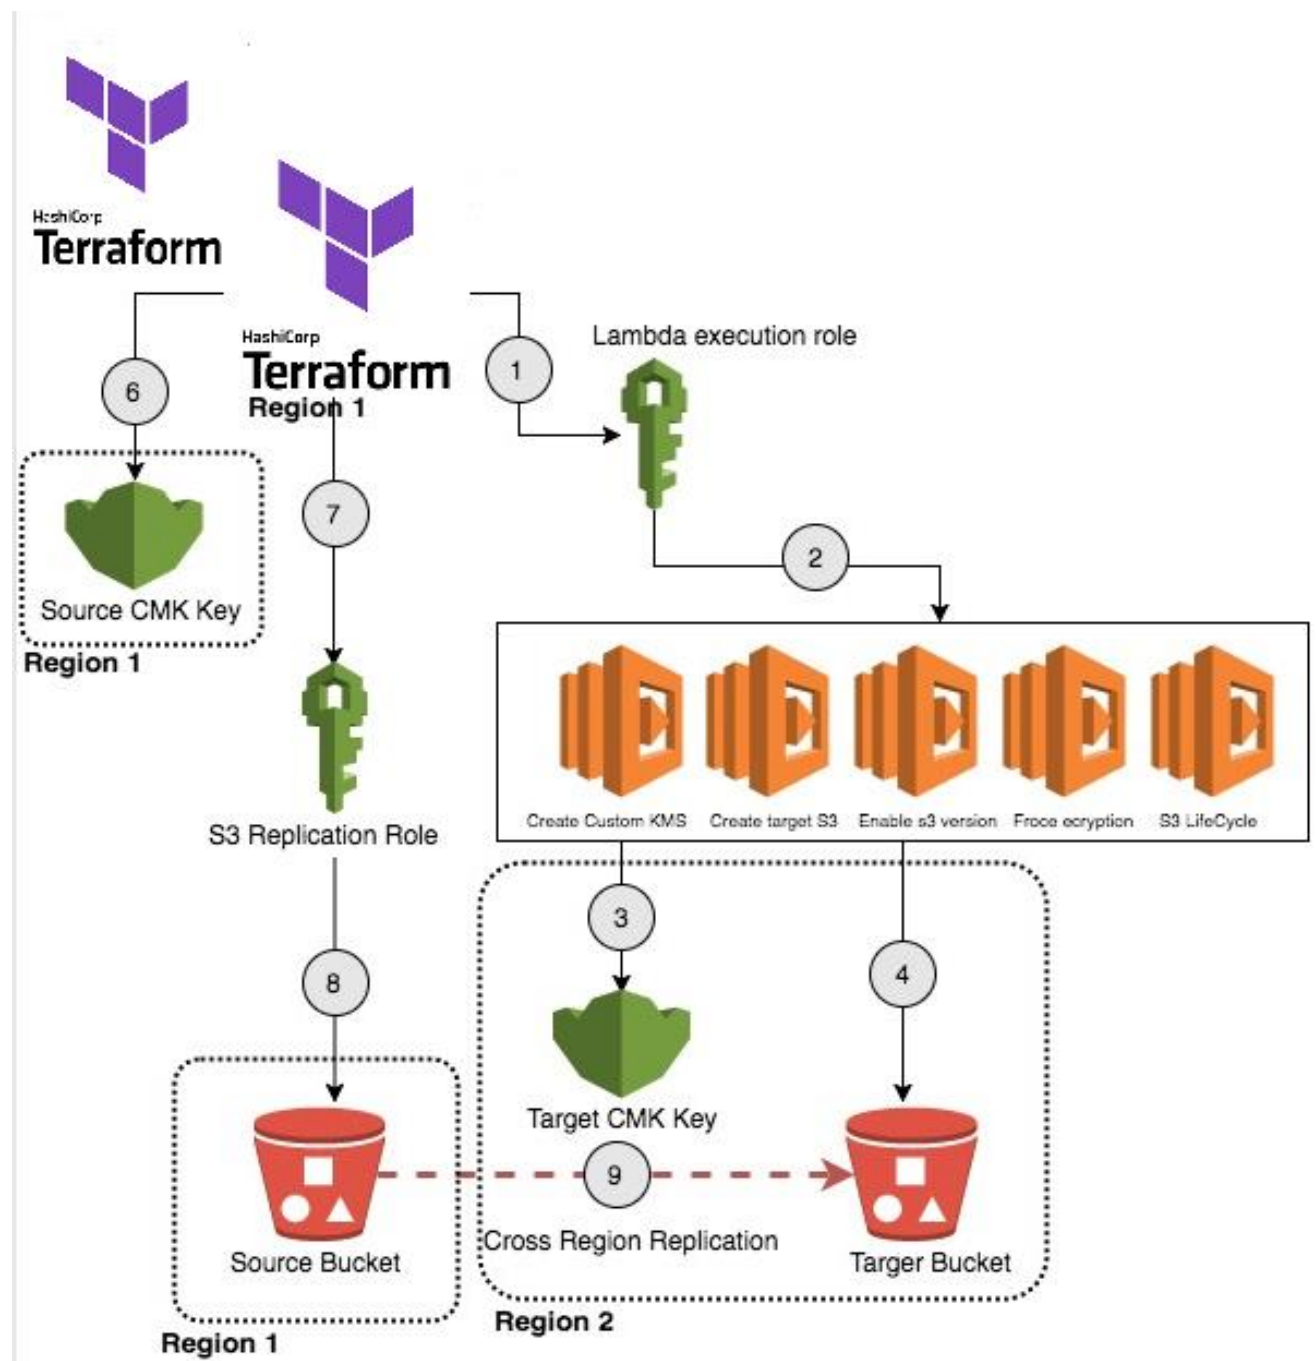 HashiCorp
Terraform
HashiCorp
Terraform
Region 1
1
Lambda execution role
6
7
2
Source CMK Key
Region 1
S3 Replication Role
Create Custom KMS
Create target S3
Enable s3 version
Froce ecryption
S3 LifeCycle
3
4
8
Target CMK Key
9
Cross Region Replication
Source Bucket
Targer Bucket
Region 2
Region 1